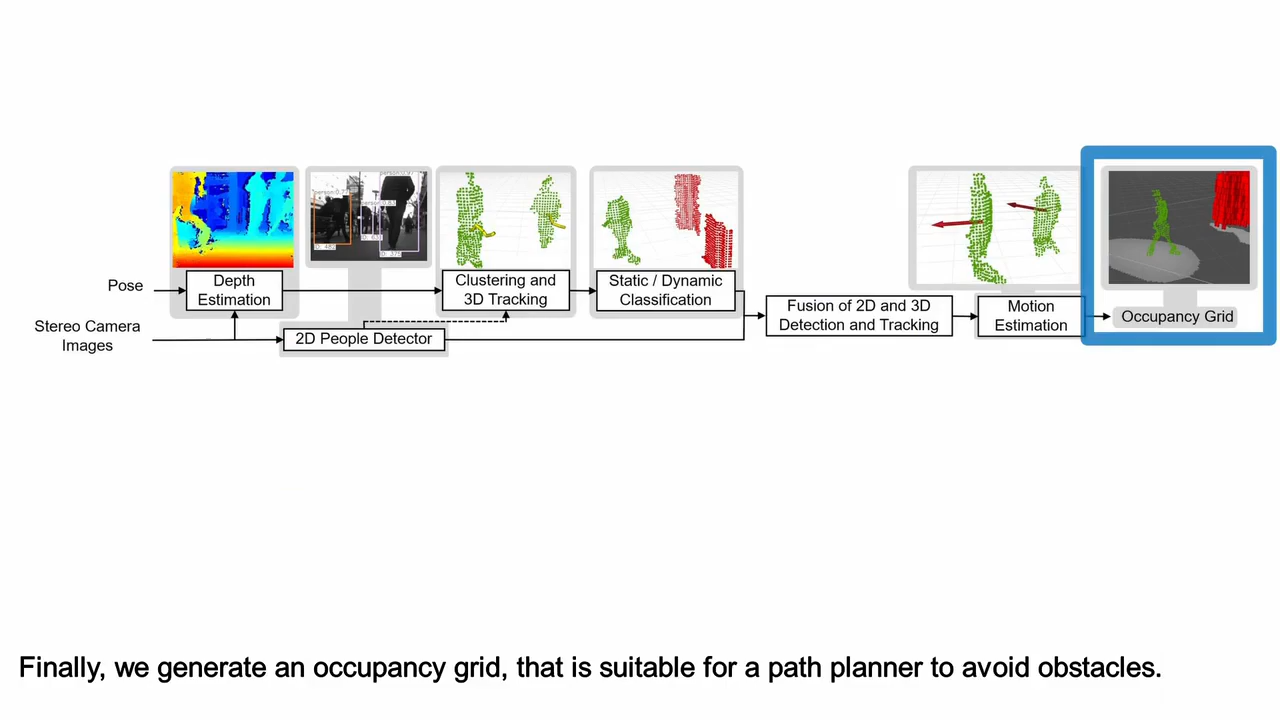 Pose
Stereo Camera
Images
Depth
Estimation
2D People Detector
Clustering and
3D Tracking
Static / Dynamic
Classification
Fusion of 2D and 3D
Detection and Tracking
Motion
Estimation
Occupancy Grid
Finally, we generate an occupancy grid, that is suitable for a path planner to avoid obstacles.